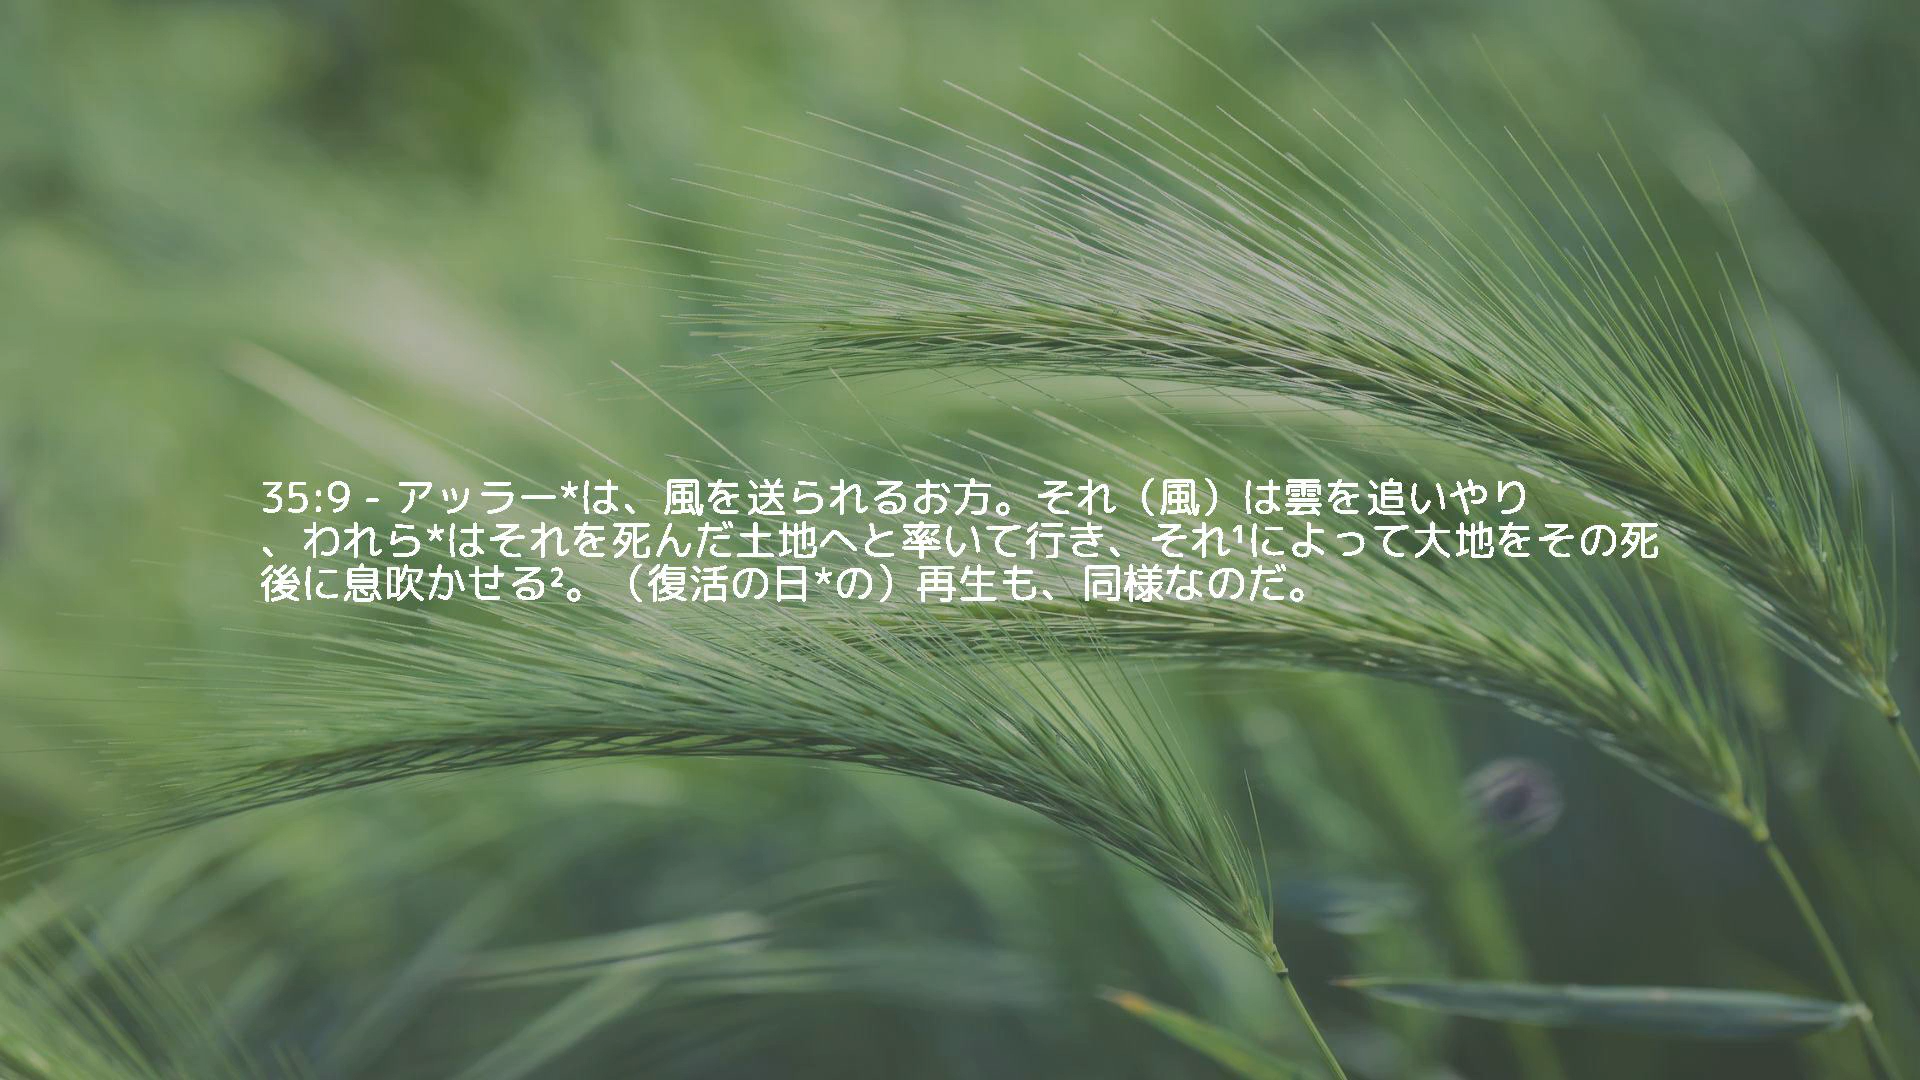 35:9 - アッラー*は、風を送られるお方。それ（風）は雲を追いやり
、われら*はそれを死んだ土地へと率いて行き、それ¹によって大地をその死
後に息吹かせる²。（復活の日*の）再生も、同様なのだ。